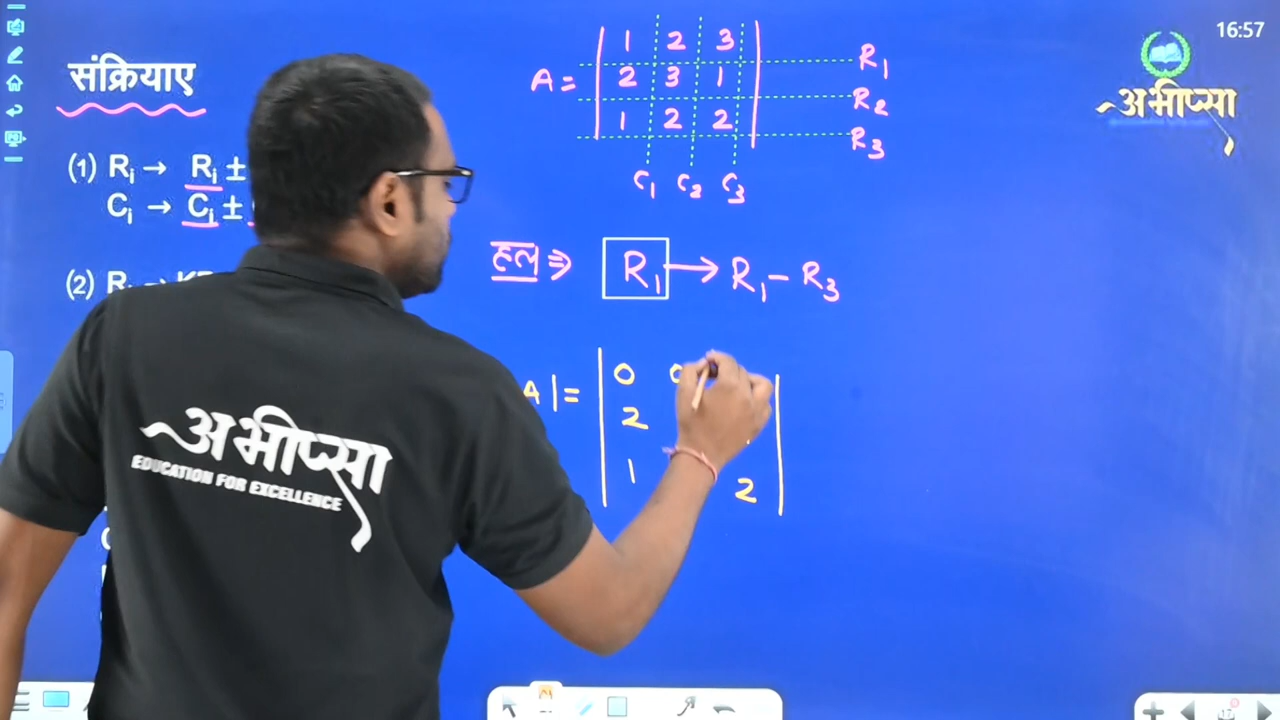 16:57
संक्रियाए
अभीप्सा
1 2 3 R₁
A = 2 3 1 R₂
1 2 2 R₃
C₁ C₂ C₃
(1) Rᵢ → Rᵢ ±
Cᵢ → Cᵢ ±
हल ⇒ R₁ → R₁ - R₃
(2)
A | = 0 0
2
1 2
अभीप्सा
EDUCATION FOR EXCELLENCE